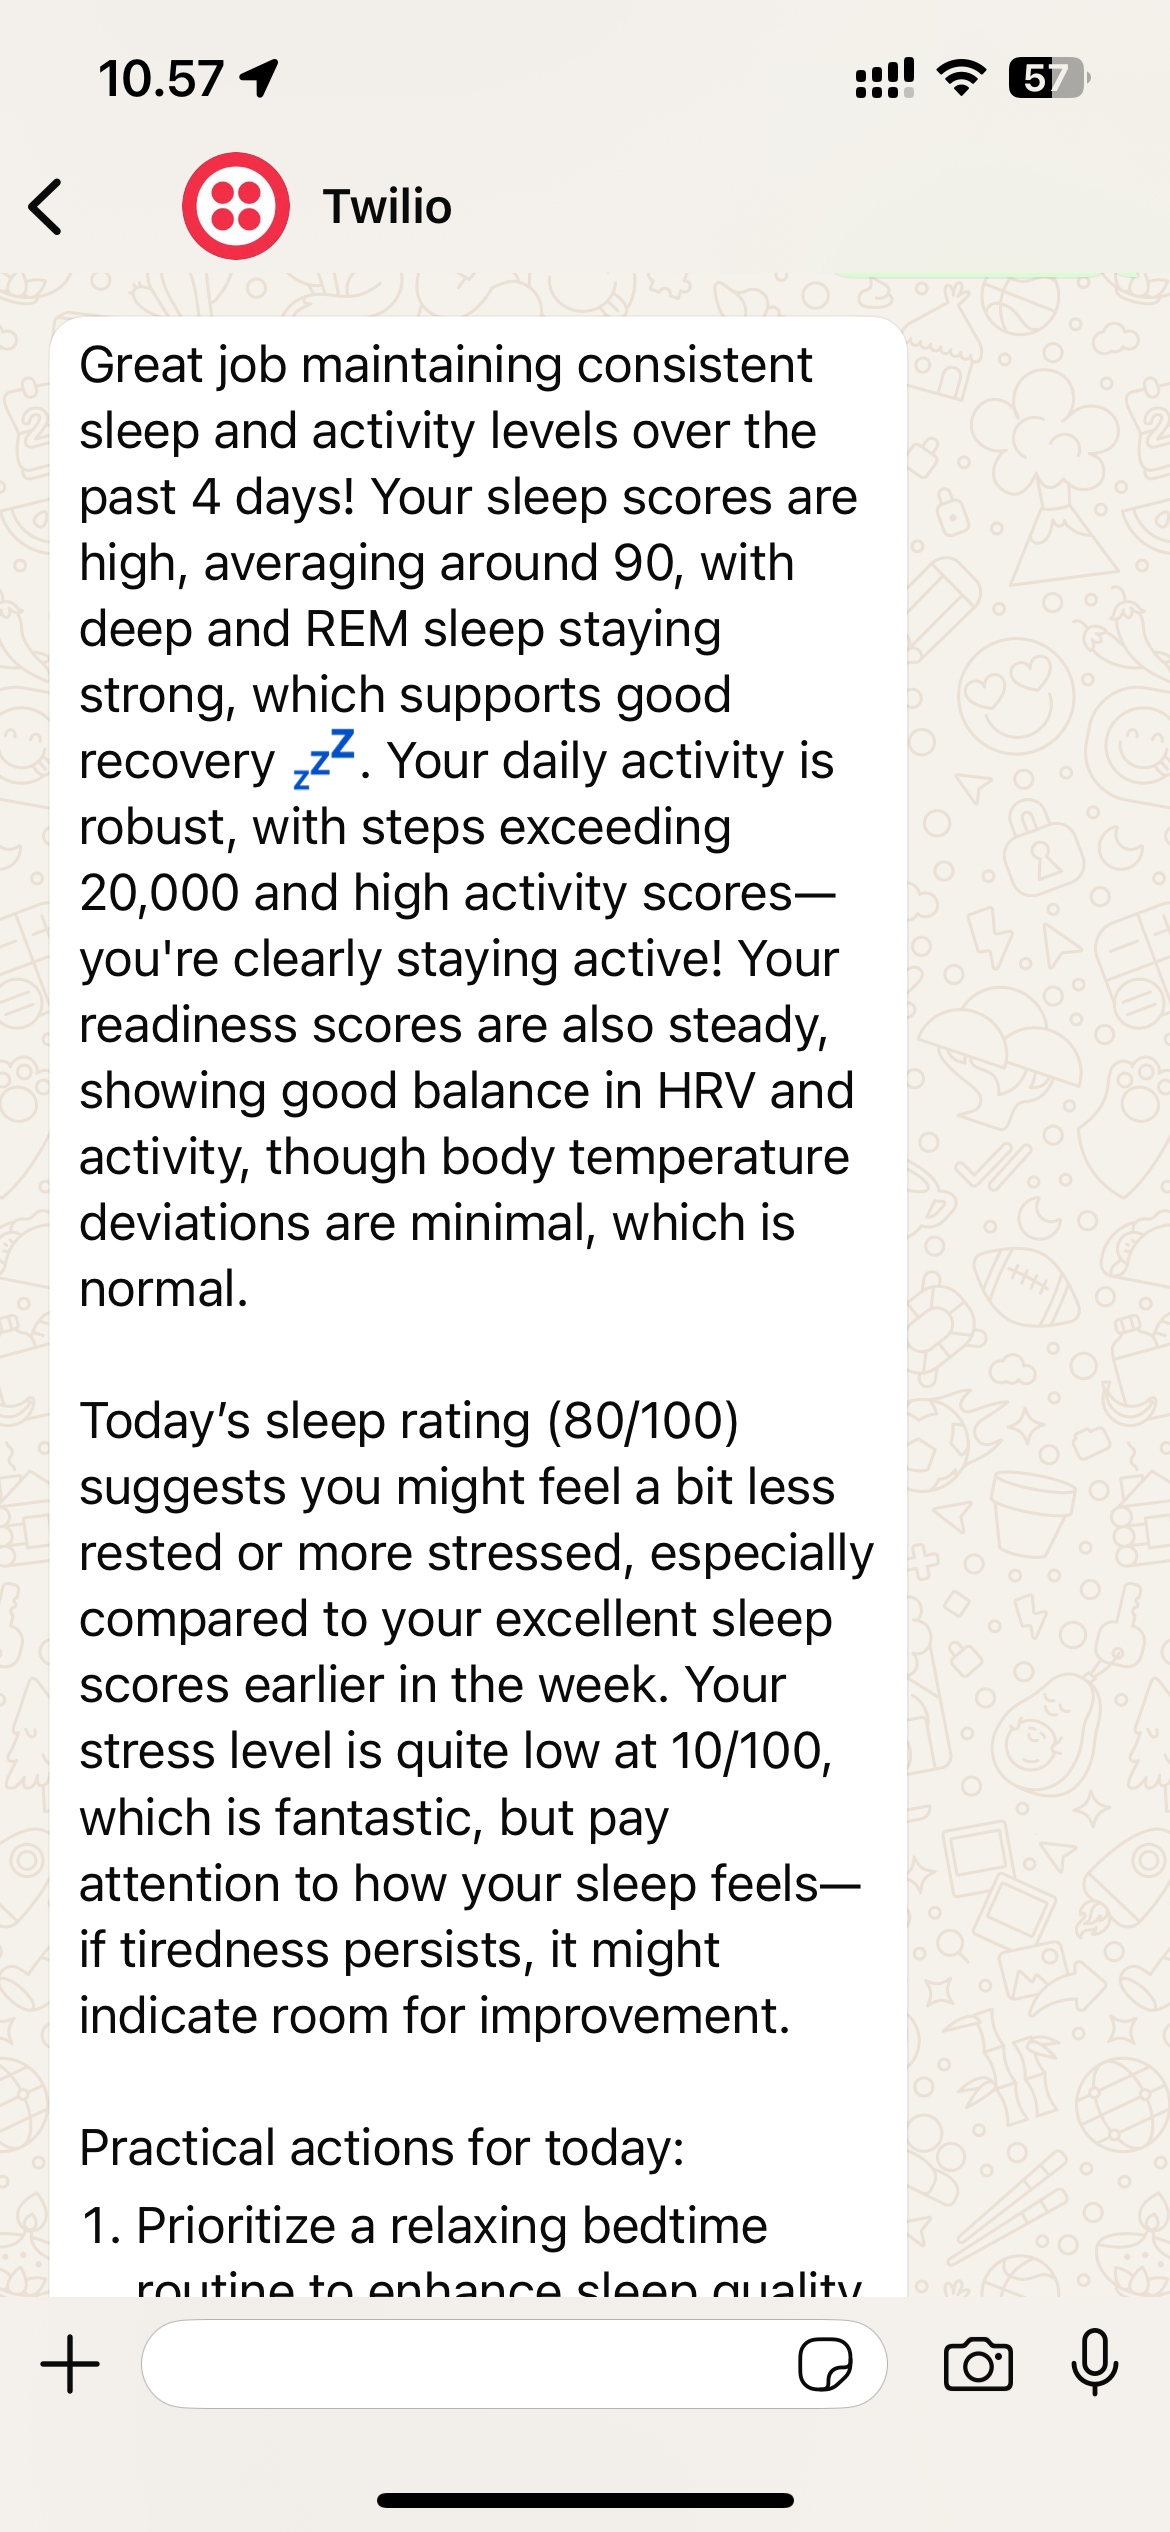 10.57
57
Twilio
Great job maintaining consistent
sleep and activity levels over the
past 4 days! Your sleep scores are
high, averaging around 90, with
deep and REM sleep staying
strong, which supports good
recovery 💤. Your daily activity is
robust, with steps exceeding
20,000 and high activity scores—
you're clearly staying active! Your
readiness scores are also steady,
showing good balance in HRV and
activity, though body temperature
deviations are minimal, which is
normal.
Today’s sleep rating (80/100)
suggests you might feel a bit less
rested or more stressed, especially
compared to your excellent sleep
scores earlier in the week. Your
stress level is quite low at 10/100,
which is fantastic, but pay
attention to how your sleep feels—
if tiredness persists, it might
indicate room for improvement.
Practical actions for today:
1. Prioritize a relaxing bedtime
routine to enhance sleep quality